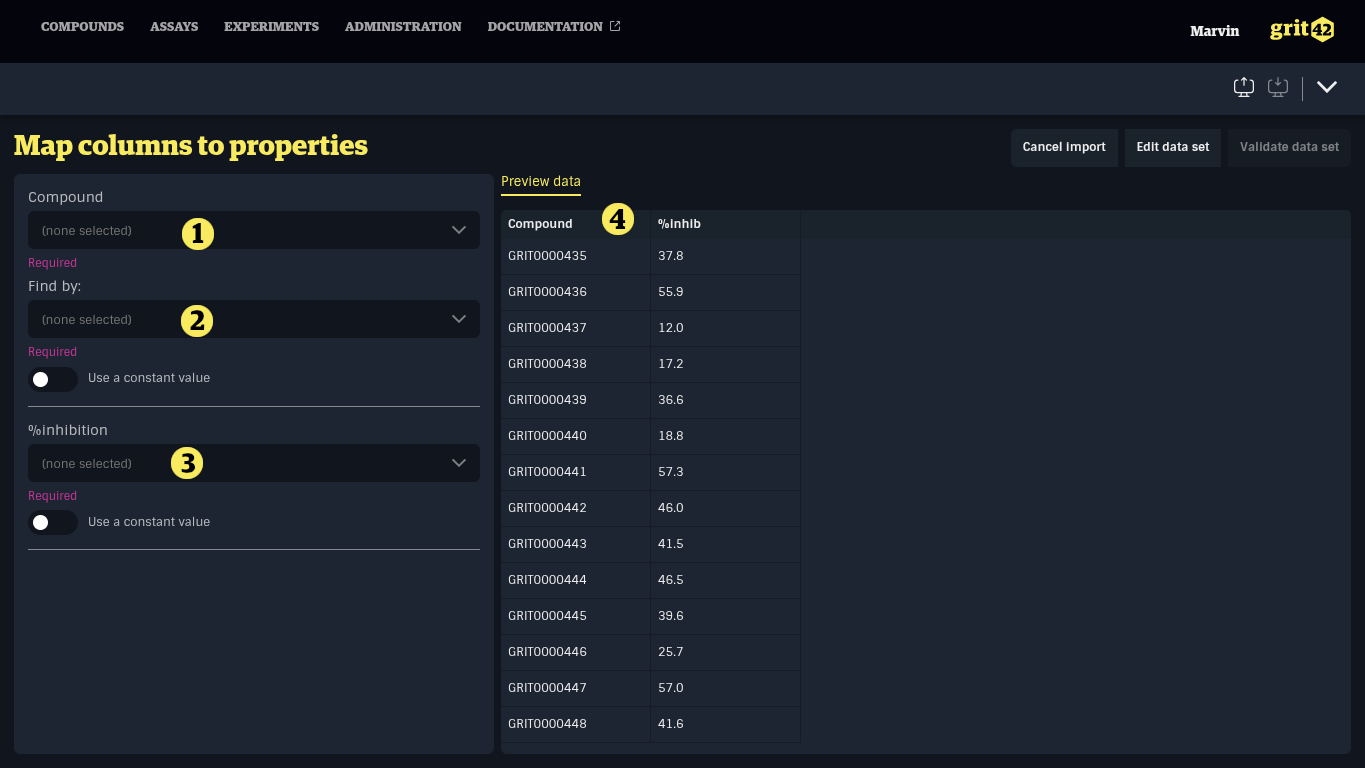 COMPOUNDS ASSAYS EXPERIMENTS ADMINISTRATION DOCUMENTATION Marvin grit42
Map columns to properties
Cancel import Edit data set Validate data set
Compound
(none selected) 1
Required
Find by:
(none selected) 2
Required
Use a constant value
%inhibition
(none selected) 3
Required
Use a constant value
Preview data
Compound 4 %inhib
GRIT0000435 37.8
GRIT0000436 55.9
GRIT0000437 12.0
GRIT0000438 17.2
GRIT0000439 36.6
GRIT0000440 18.8
GRIT0000441 57.3
GRIT0000442 46.0
GRIT0000443 41.5
GRIT0000444 46.5
GRIT0000445 39.6
GRIT0000446 25.7
GRIT0000447 57.0
GRIT0000448 41.6